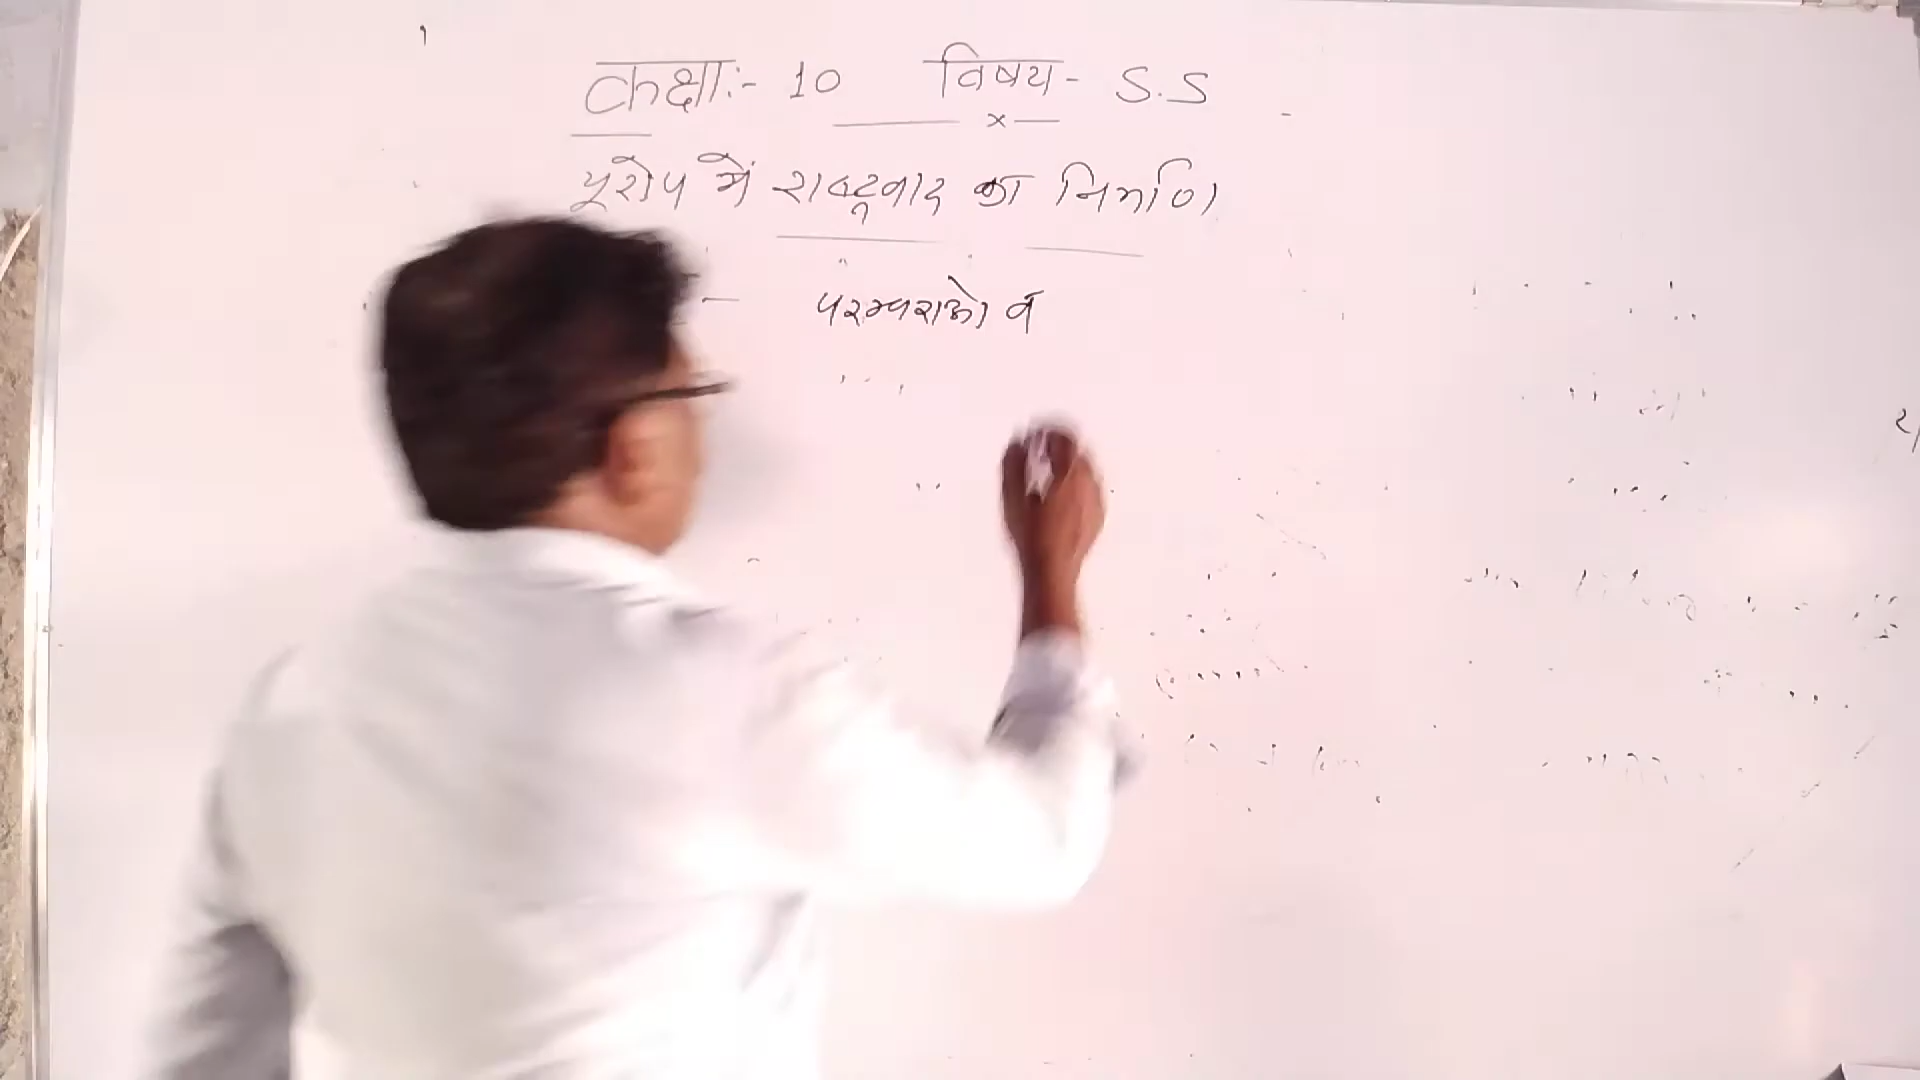 कक्षा:- 10 विषय- S.S
यूरोप में राष्ट्रवाद का निर्माण
- परम्पराओ व